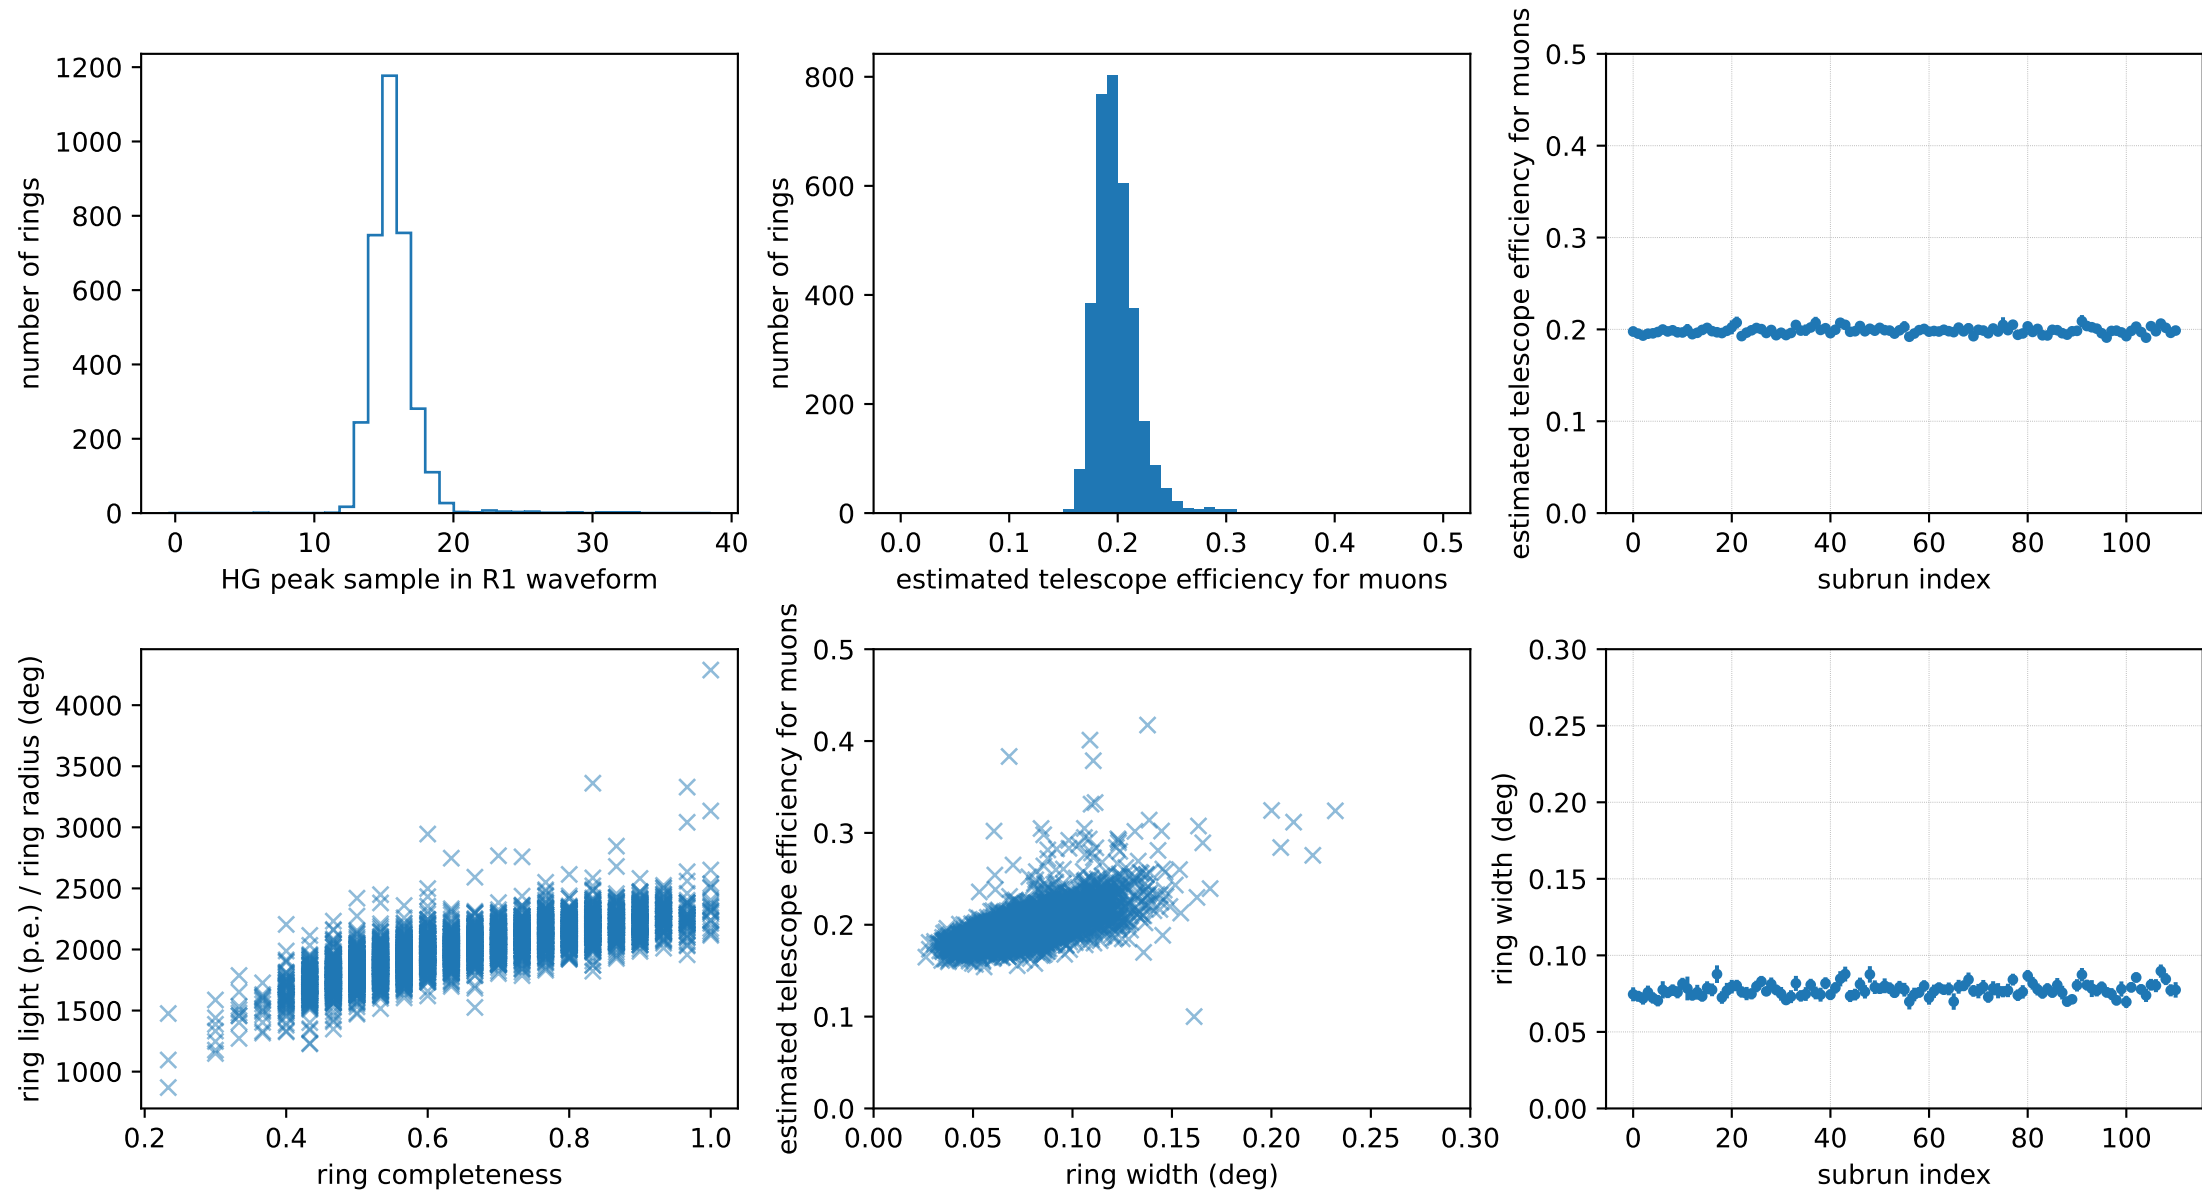 1200
1000
800
600
400
200
0
number of rings
0 10 20 30 40
HG peak sample in R1 waveform
800
600
400
200
0
number of rings
0.0 0.1 0.2 0.3 0.4 0.5
estimated telescope efficiency for muons
0.5
0.4
0.3
0.2
0.1
0.0
estimated telescope efficiency for muons
0 20 40 60 80 100
subrun index
4000
3500
3000
2500
2000
1500
1000
ring light (p.e.) / ring radius (deg)
0.2 0.4 0.6 0.8 1.0
ring completeness
0.5
0.4
0.3
0.2
0.1
0.0
estimated telescope efficiency for muons
0.00 0.05 0.10 0.15 0.20 0.25 0.30
ring width (deg)
0.30
0.25
0.20
0.15
0.10
0.05
0.00
ring width (deg)
0 20 40 60 80 100
subrun index